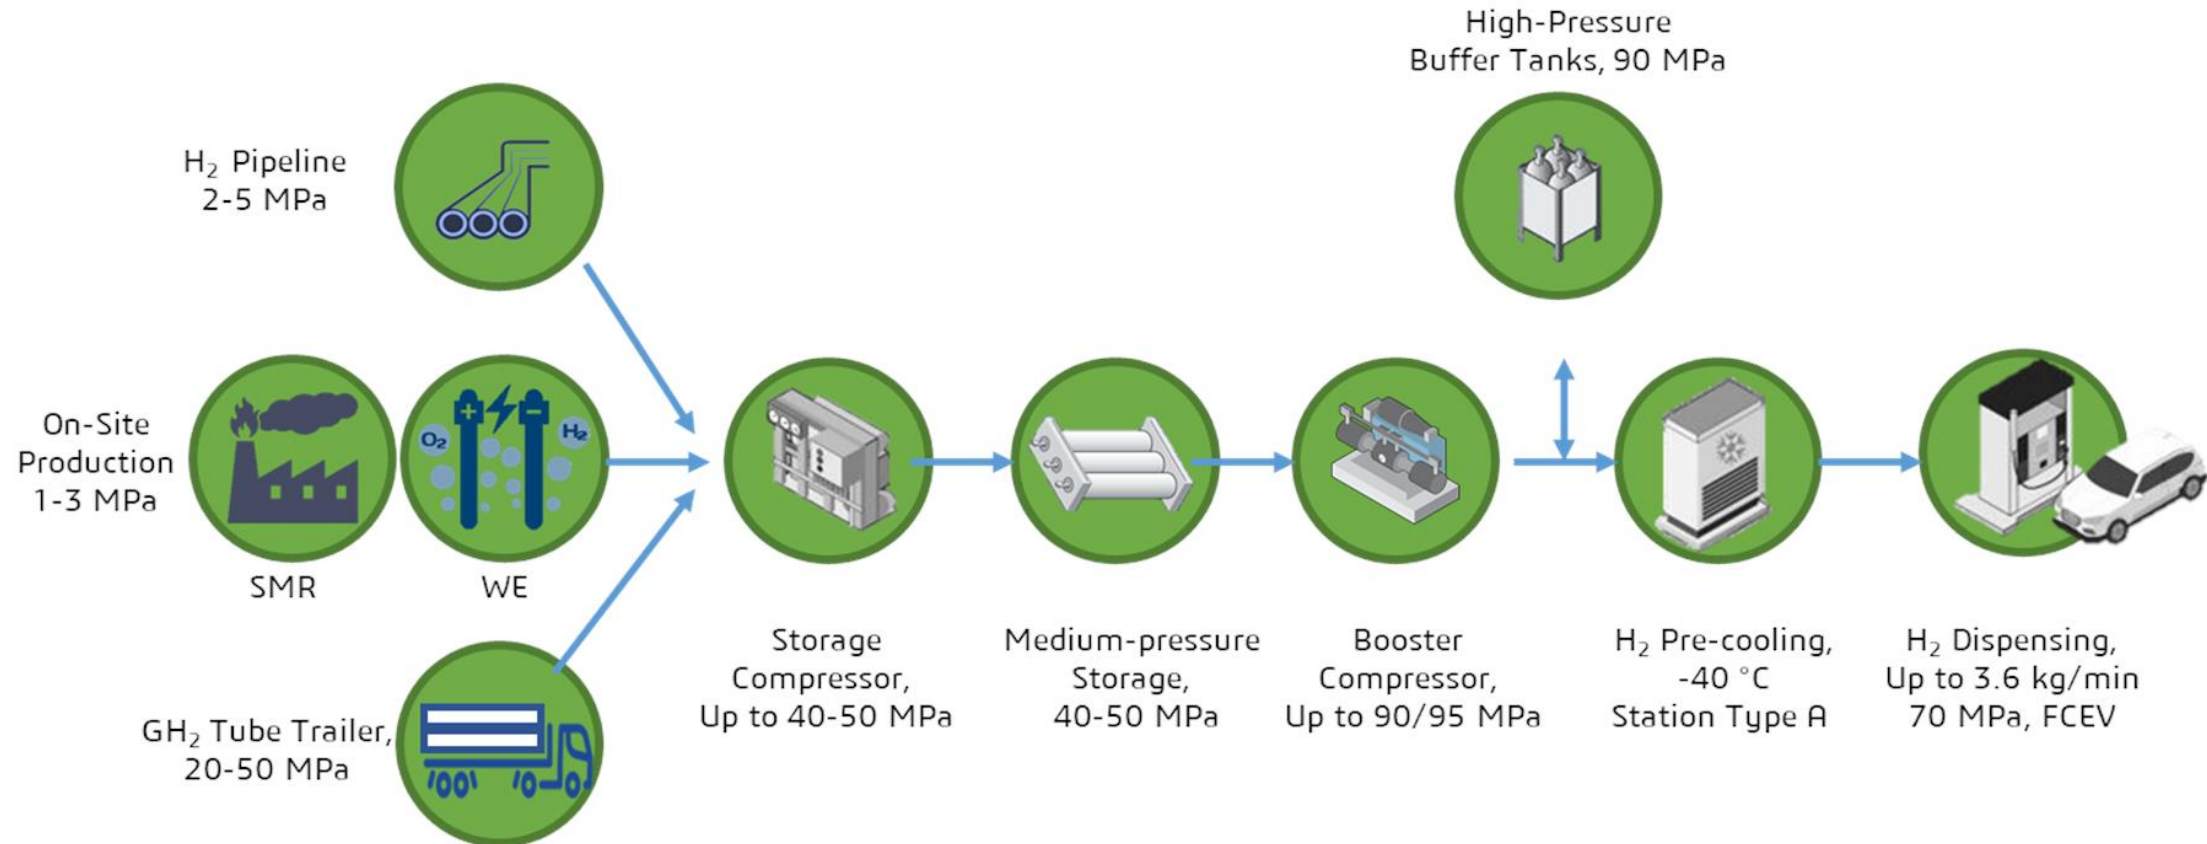 High-Pressure
Buffer Tanks, 90 MPa
H₂ Pipeline
2-5 MPa
On-Site
Production
1-3 MPa
O₂
H₂
SMR
WE
GH₂ Tube Trailer,
20-50 MPa
Storage
Compressor,
Up to 40-50 MPa
Medium-pressure
Storage,
40-50 MPa
Booster
Compressor,
Up to 90/95 MPa
H₂ Pre-cooling,
-40 °C
Station Type A
H₂ Dispensing,
Up to 3.6 kg/min
70 MPa, FCEV